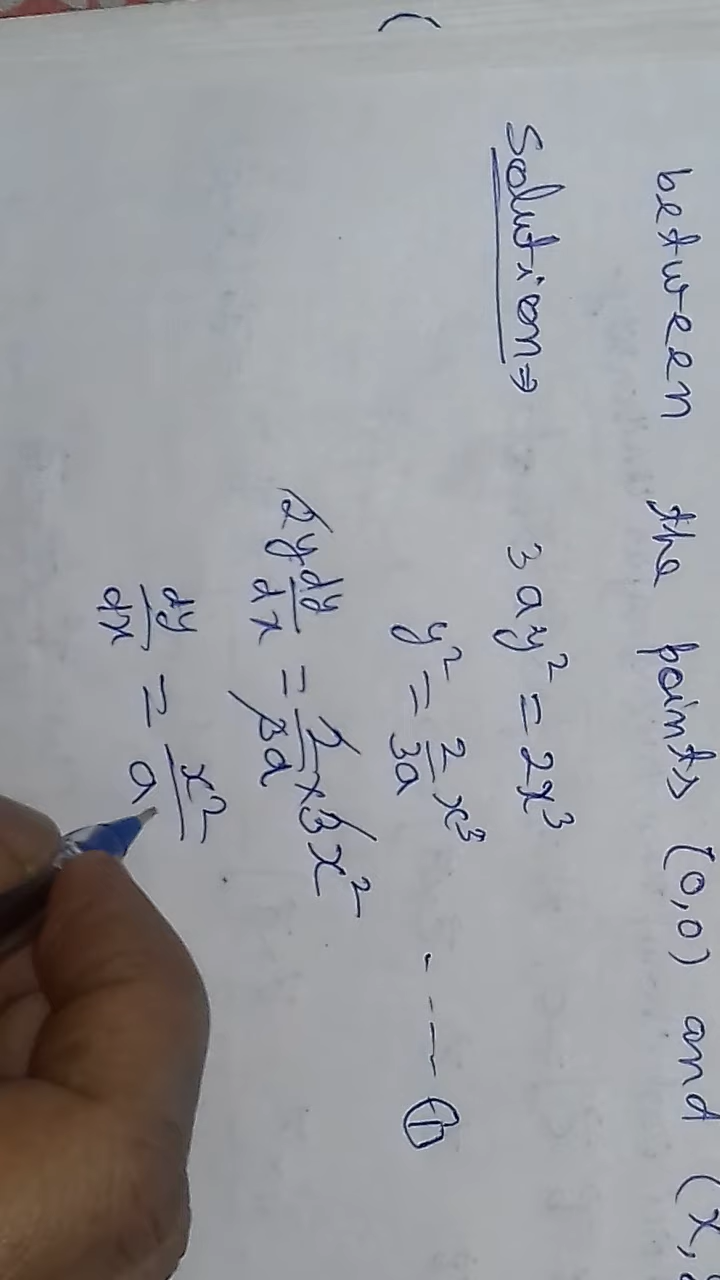 between the points (0,0) and (x,
Solution ⇒ 3ay² = 2x³
y² = 2/3a x³ - - - ①
2y dy/dx = 2/3a x 3x²
dy/dx = x²/a